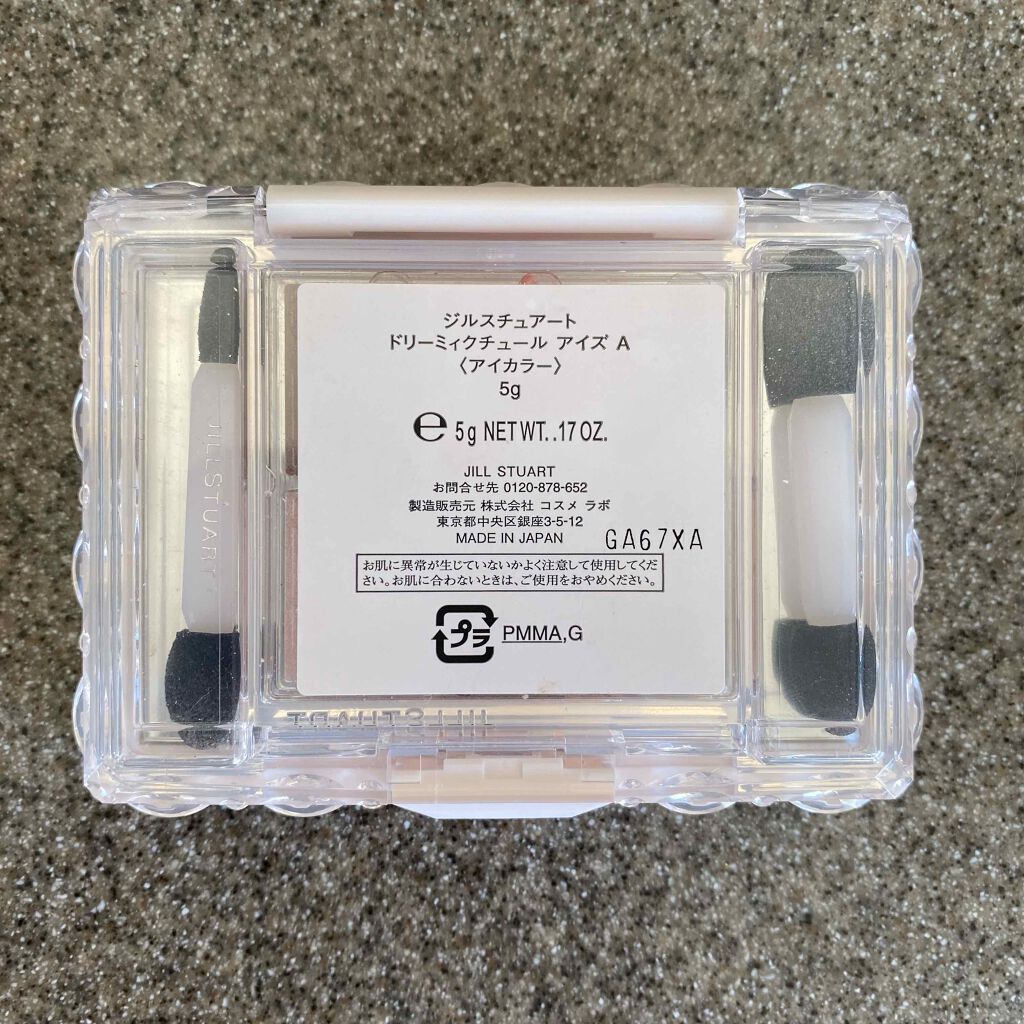 ジルスチュアート
ドリーミィクチュール アイズ A
〈アイカラー〉
5g
e 5g NET WT. .17 OZ.
JILL STUART
お問合せ先 0120-878-652
製造販売元 株式会社 コスメ ラボ
東京都中央区銀座3-5-12
MADE IN JAPAN
GA67XA
お肌に異常が生じていないかよく注意して使用してくだ
さい。お肌に合わないときは、ご使用をおやめください。
プラ PMMA,G
JILLSTUART
JILLSTUART